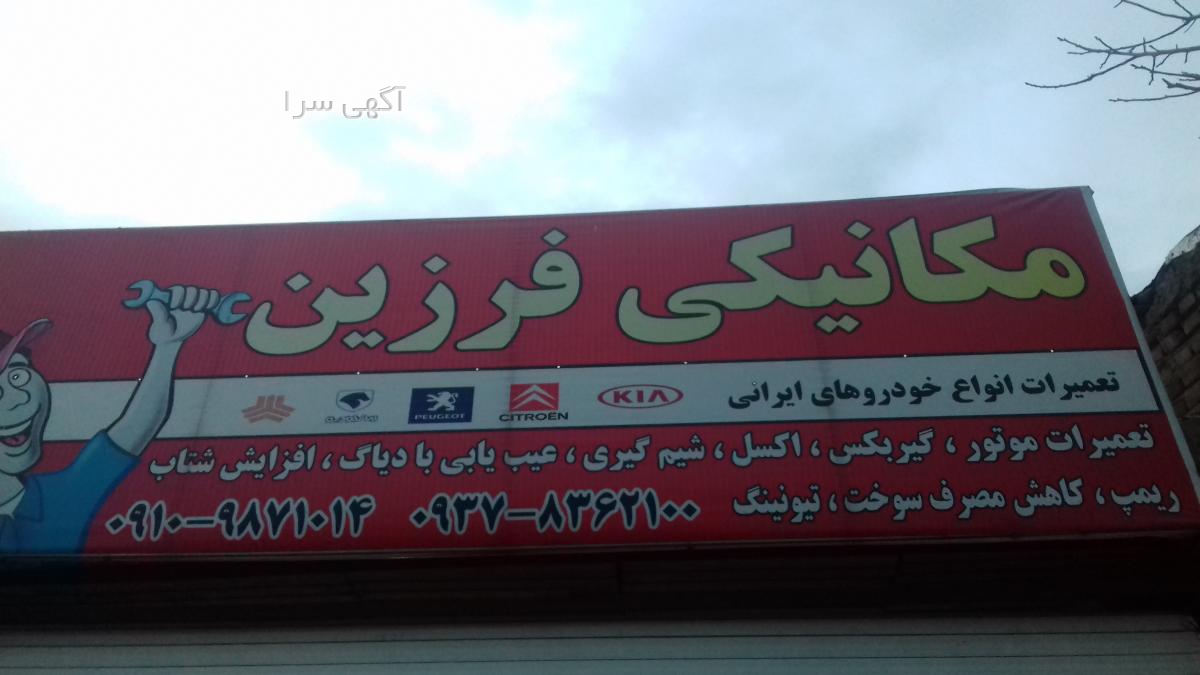 آگهی سرا
مکانیکی فرزین
تعمیرات انواع خودروهای ایرانی
KIA
CITROËN
PEUGEOT
تعمیرات موتور ، گیربکس ، اکسل ، شیم گیری ، عیب یابی با دیاگ ، افزایش شتاب
ریمپ ، کاهش مصرف سوخت ، تیونینگ
۰۹۳۷-۸۳۶۲۱۰۰
۰۹۱۰-۹۸۷۱۰۱۴